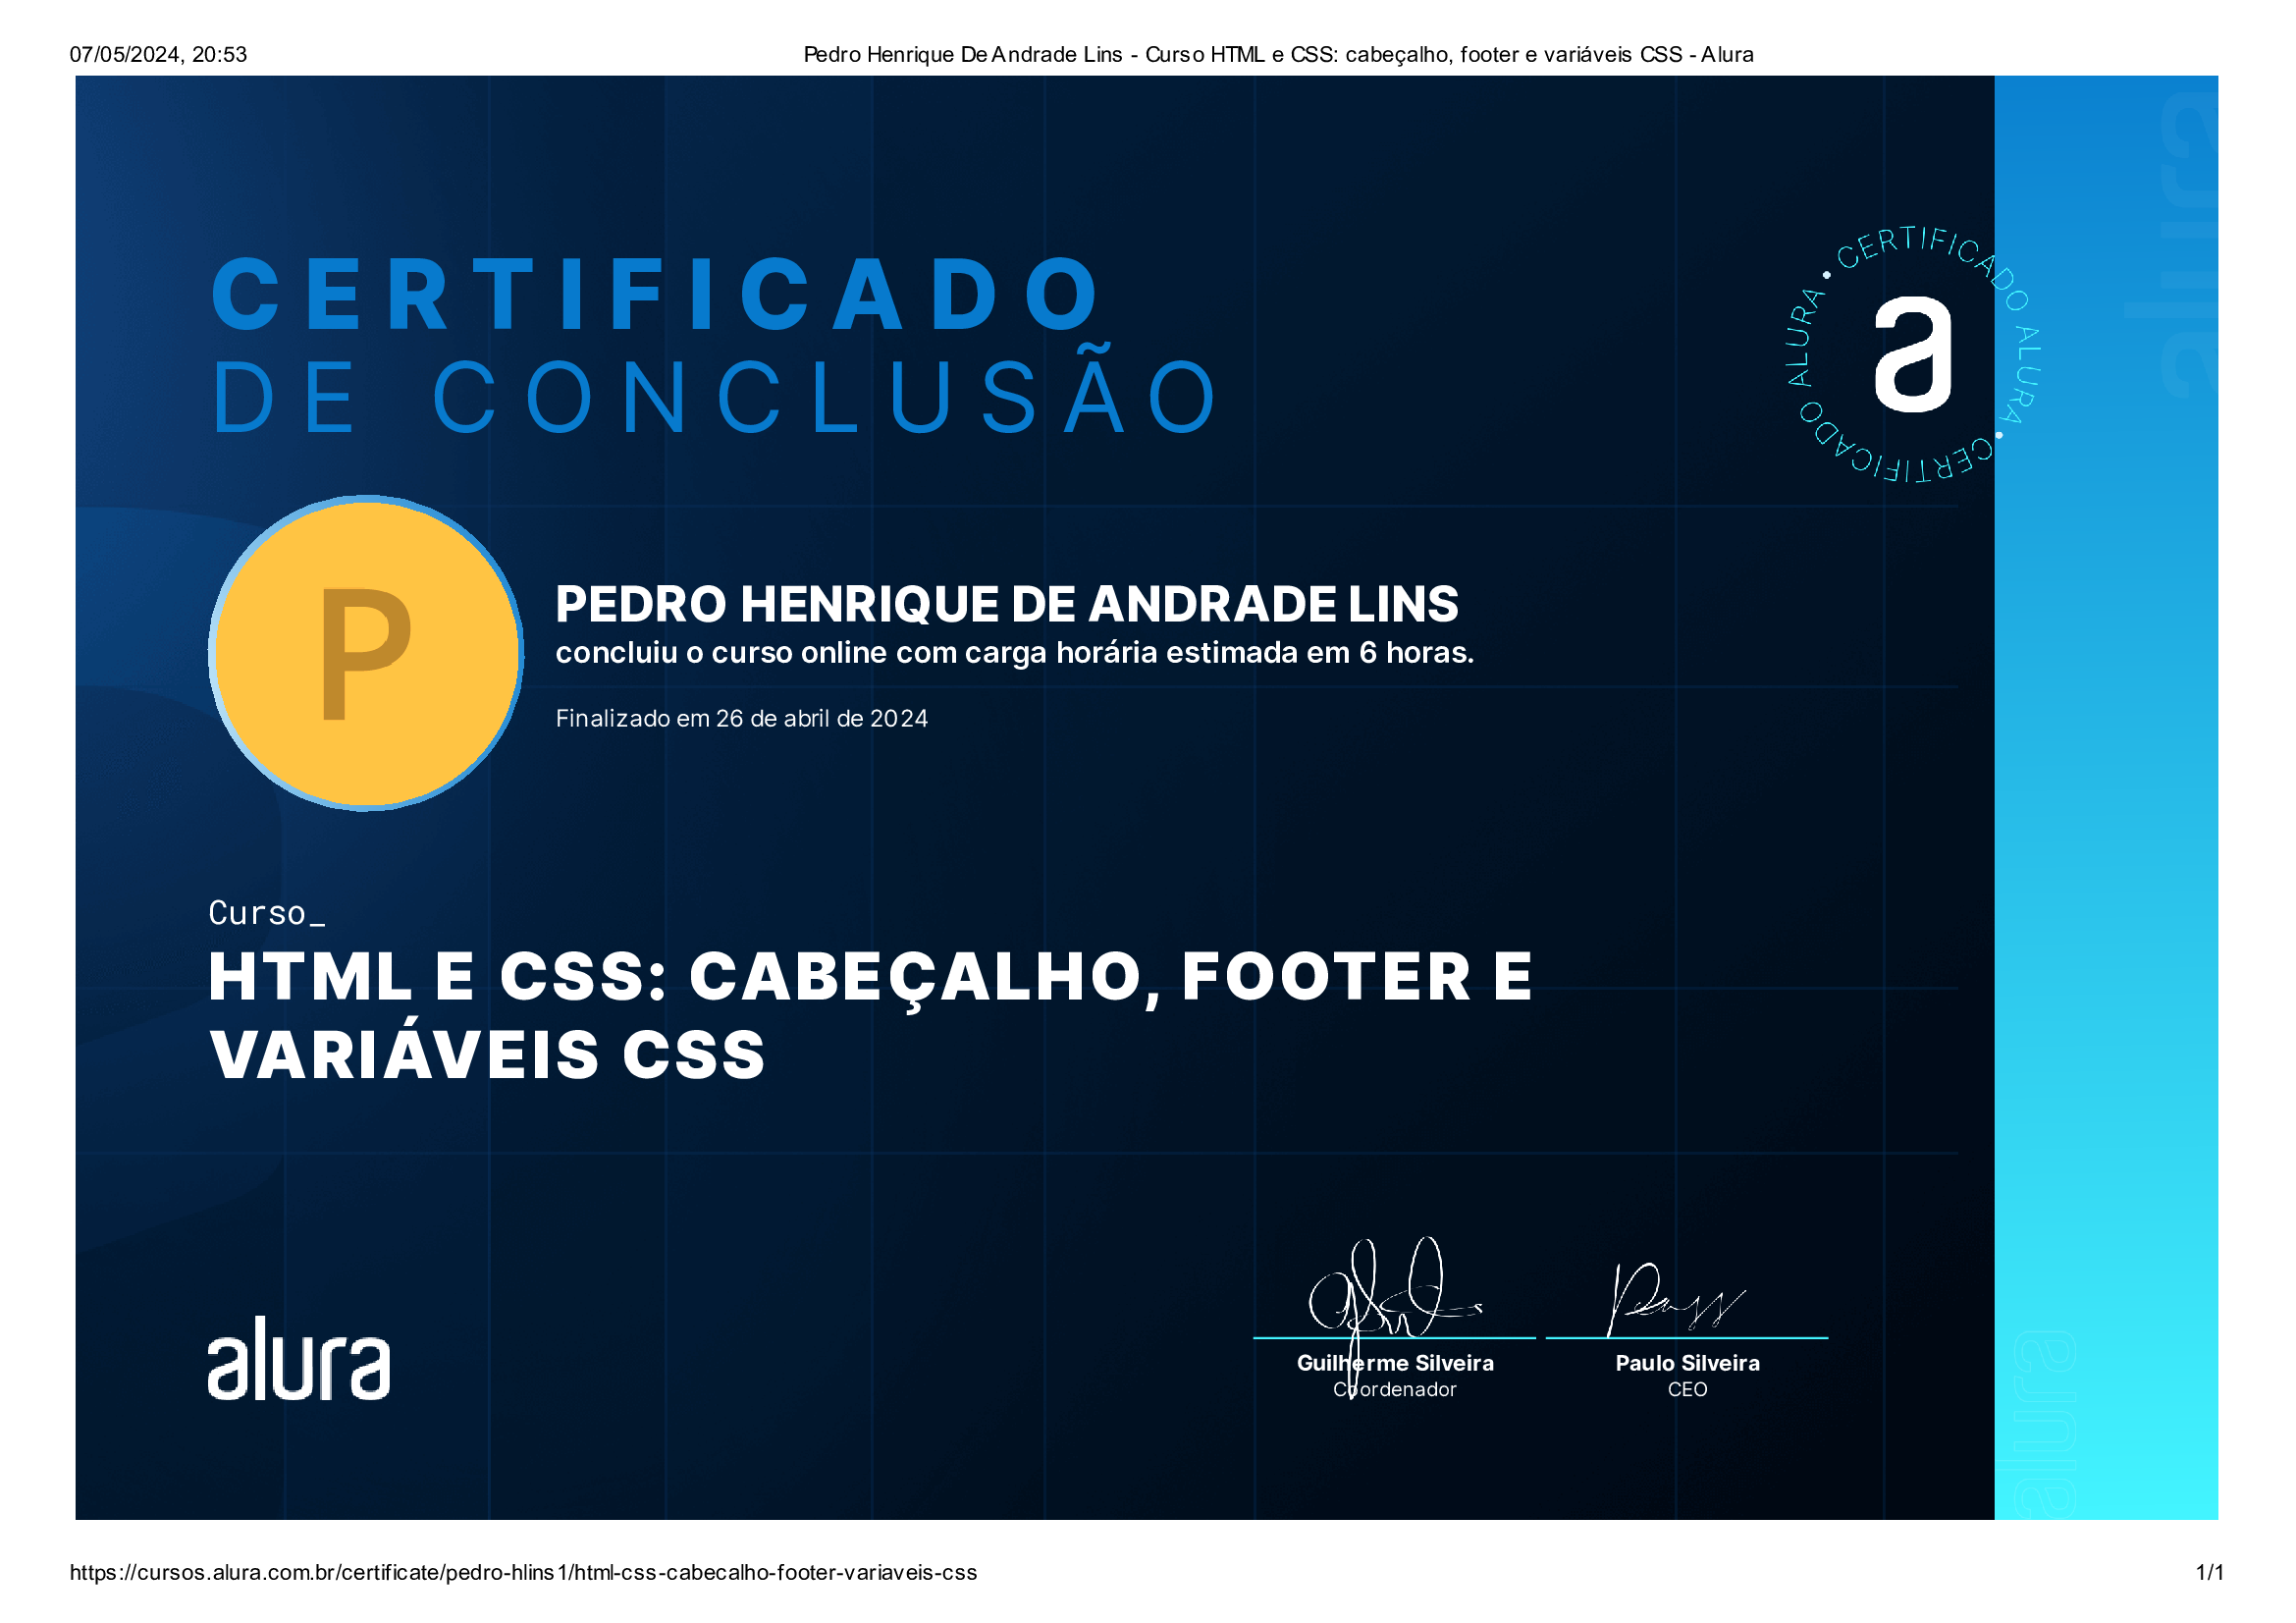 07/05/2024, 20:53
Pedro Henrique De Andrade Lins - Curso HTML e CSS: cabeçalho, footer e variáveis CSS - Alura
alura
CERTIFICADO
DE CONCLUSÃO
• CERTIFICADO ALURA • CERTIFICADO ALURA
a
P
PEDRO HENRIQUE DE ANDRADE LINS
concluiu o curso online com carga horária estimada em 6 horas.
Finalizado em 26 de abril de 2024
Curso_
HTML E CSS: CABEÇALHO, FOOTER E
VARIÁVEIS CSS
alura
Guilherme Silveira
Coordenador
Paulo Silveira
CEO
alura
https://cursos.alura.com.br/certificate/pedro-hlins1/html-css-cabecalho-footer-variaveis-css
1/1